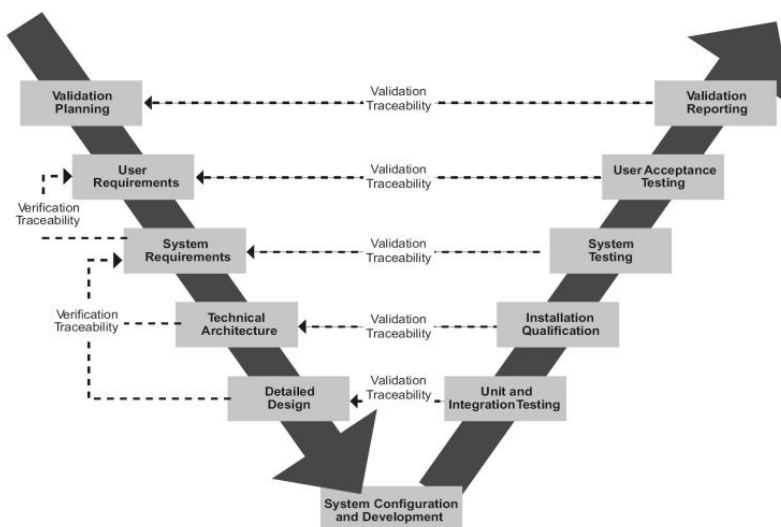 Validation
Planning
Validation
Traceability
Validation
Reporting
User
Requirements
Validation
Traceability
User Acceptance
Testing
Verification
Traceability
System
Requirements
Validation
Traceability
System
Testing
Verification
Traceability
Technical
Architecture
Validation
Traceability
Installation
Qualification
Detailed
Design
Validation
Traceability
Unit and
Integration Testing
System Configuration
and Development